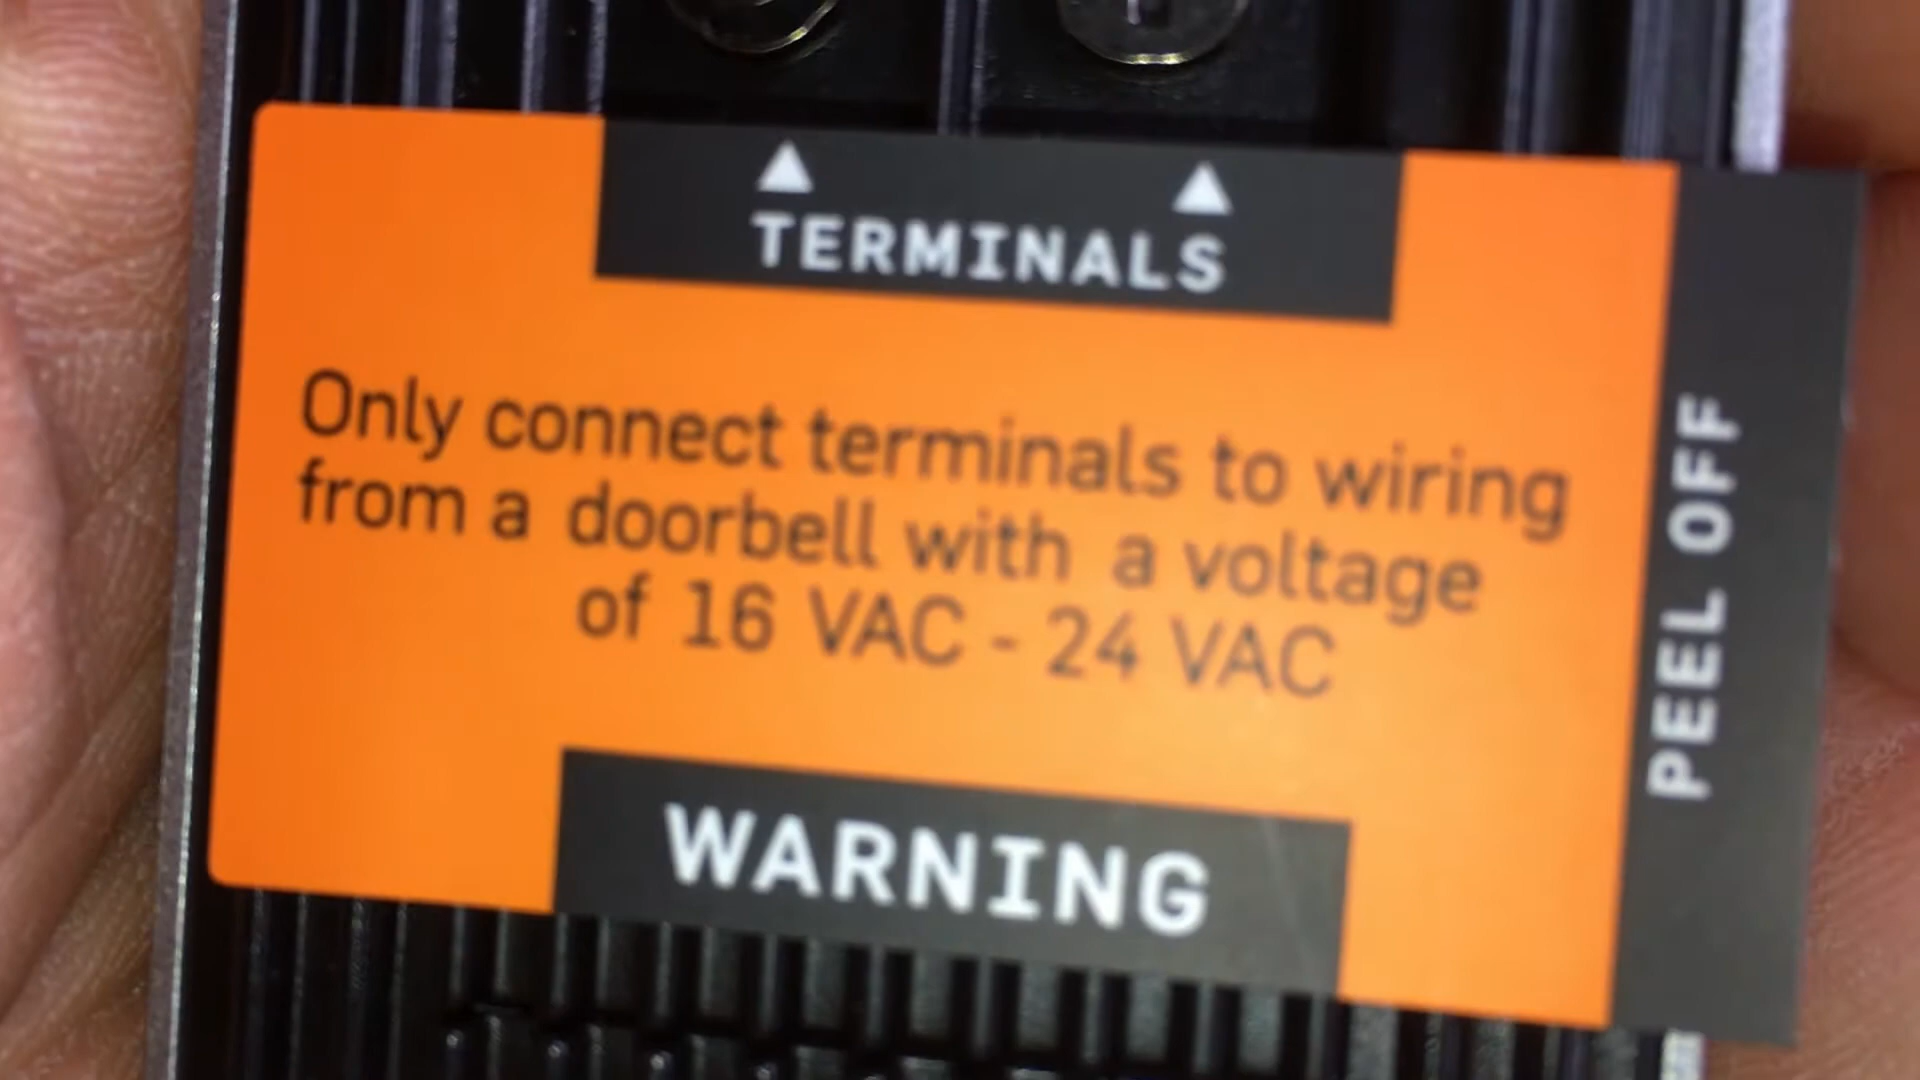 ▲ ▲
TERMINALS
Only connect terminals to wiring
from a doorbell with a voltage
of 16 VAC - 24 VAC
WARNING
PEEL OFF